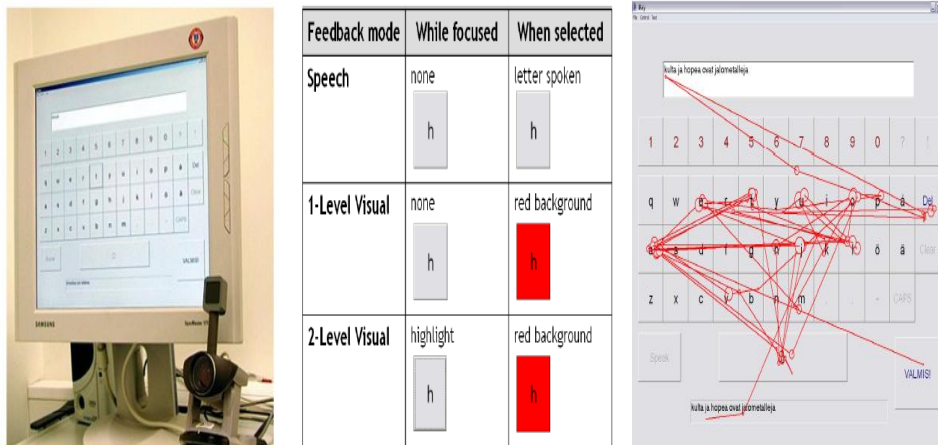 SAMSUNG
VALMIS!
Feedback mode While focused When selected
Speech none letter spoken
h h
1-Level Visual none red background
h h
2-Level Visual highlight red background
h h
kulta ja hopea ovat jalometalleja
1 2 3 4 5 6 7 8 9 0 ? !
q w e r t y u i o p å Del
a s d f g h j k l ö ä Clear
z x c v b n m . . - CAPS
Speak
VALMIS!
kulta ja hopea ovat jalometalleja